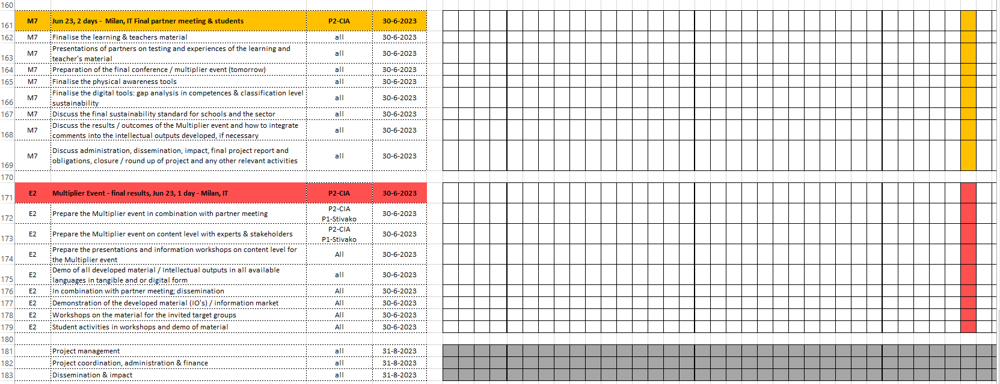 160
161 M7 Jun 23, 2 days - Milan, IT Final partner meeting & students P2-CIA 30-6-2023
162 M7 Finalise the learning & teachers material all 30-6-2023
163 M7 Presentations of partners on testing and experiences of the learning and
teacher's material all 30-6-2023
164 M7 Preparation of the final conference / multiplier event (tomorrow) all 30-6-2023
165 M7 Finalise the physical awareness tools all 30-6-2023
166 M7 Finalise the digital tools: gap analysis in competences & classification level
sustainability all 30-6-2023
167 M7 Discuss the final sustainability standard for schools and the sector all 30-6-2023
168 M7 Discuss the results / outcomes of the Multiplier event and how to integrate
comments into the intellectual outputs developed, if necessary all 30-6-2023
169 M7 Discuss administration, dissemination, impact, final project report and
obligations, closure / round up of project and any other relevant activities all 30-6-2023
170
171 E2 Multiplier Event - final results, Jun 23, 1 day - Milan, IT P2-CIA 30-6-2023
172 E2 Prepare the Multiplier event in combination with partner meeting P2-CIA
P1-Stivako 30-6-2023
173 E2 Prepare the Multiplier event on content level with experts & stakeholders P2-CIA
P1-Stivako 30-6-2023
174 E2 Prepare the presentations and information workshops on content level for
the Multiplier event All 30-6-2023
175 E2 Demo of all developed material / Intellectual outputs in all available
languages in tangible and or digital form all 30-6-2023
176 E2 In combination with partner meeting; dissemination All 30-6-2023
177 E2 Demonstration of the developed material (IO's) / information market All 30-6-2023
178 E2 Workshops on the material for the invited target groups All 30-6-2023
179 E2 Student activities in workshops and demo of material All 30-6-2023
180
181 Project management all 31-8-2023
182 Project coordination, administration & finance all 31-8-2023
183 Dissemination & impact all 31-8-2023